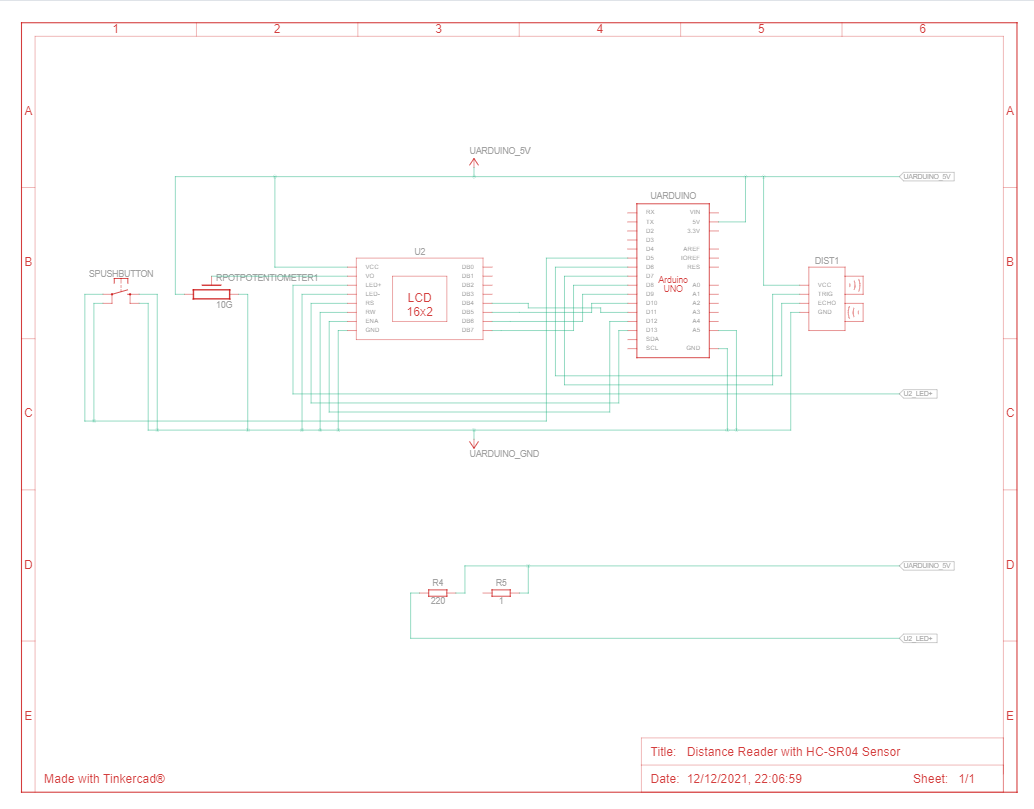 1 2 3 4 5 6
A A
UARDUINO_5V
UARDUINO_5V
UARDUINO
RX VIN
TX 5V
D2 3.3V
D3
D4 AREF
D5 IOREF
D6 RES
D7
D8 A0
D9 A1
D10 A2
D11 A3
D12 A4
D13 A5
SDA
SCL GND
Arduino
UNO
B B
U2
VCC DB0
VO DB1
LED+ DB2
LED- DB3
RS DB4
RW DB5
ENA DB6
GND DB7
LCD
16x2
DIST1
VCC
TRIG
ECHO
GND
SPUSHBUTTON
RPOTPOTENTIOMETER1
10G
U2_LED+
C C
UARDUINO_GND
D D
UARDUINO_5V
R4 R5
220 1
U2_LED+
E E
Title: Distance Reader with HC-SR04 Sensor
Made with Tinkercad®
Date: 12/12/2021, 22:06:59 Sheet: 1/1